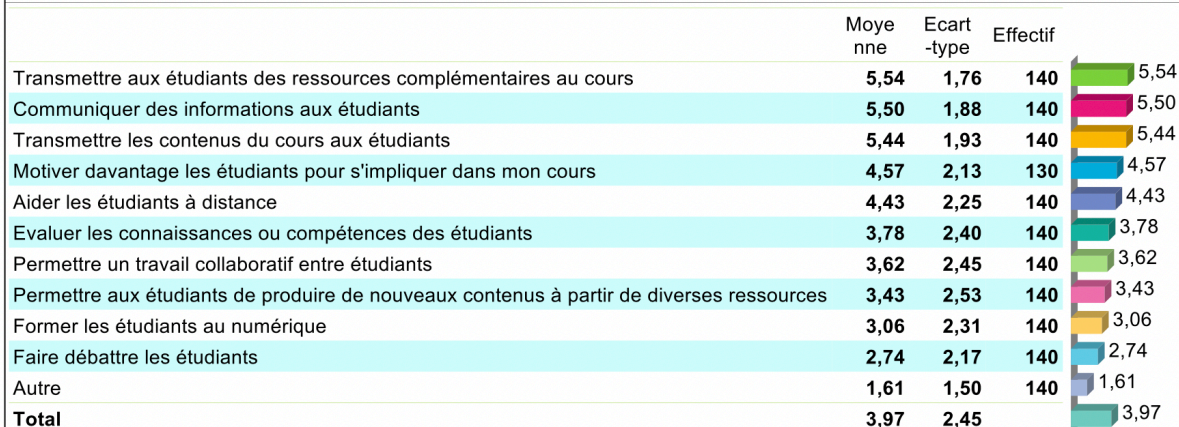 Moye
nne Ecart
-type Effectif
Transmettre aux étudiants des ressources complémentaires au cours 5,54 1,76 140 5,54
Communiquer des informations aux étudiants 5,50 1,88 140 5,50
Transmettre les contenus du cours aux étudiants 5,44 1,93 140 5,44
Motiver davantage les étudiants pour s'impliquer dans mon cours 4,57 2,13 130 4,57
Aider les étudiants à distance 4,43 2,25 140 4,43
Evaluer les connaissances ou compétences des étudiants 3,78 2,40 140 3,78
Permettre un travail collaboratif entre étudiants 3,62 2,45 140 3,62
Permettre aux étudiants de produire de nouveaux contenus à partir de diverses ressources 3,43 2,53 140 3,43
Former les étudiants au numérique 3,06 2,31 140 3,06
Faire débattre les étudiants 2,74 2,17 140 2,74
Autre 1,61 1,50 140 1,61
Total 3,97 2,45 3,97